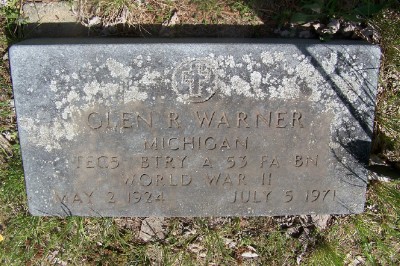 GLEN R WARNER
MICHIGAN
TEC5 BTRY A 53 FA BN
WORLD WAR II
MAY 2 1924 JULY 5 1971